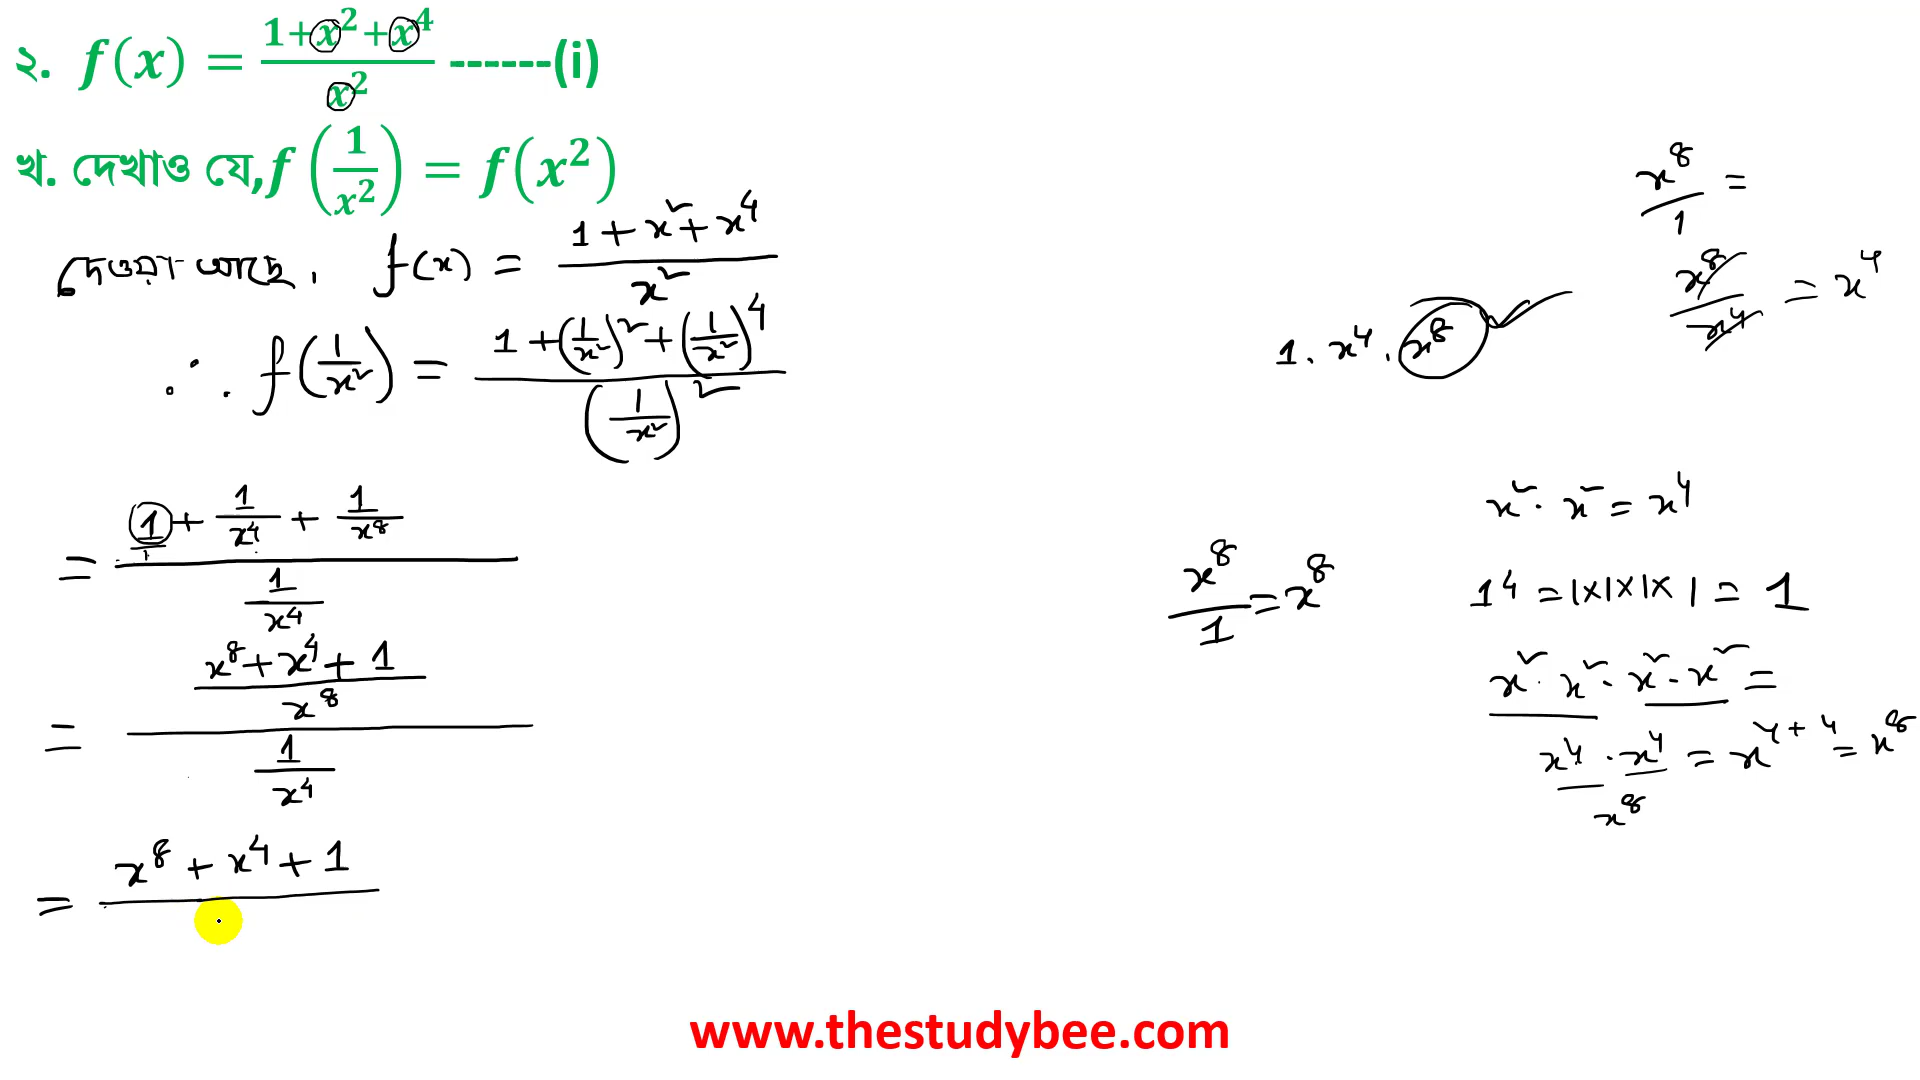 ২. f(x) = (1+x²+x⁴)/x² ------(i)
খ. দেখাও যে, f(1/x²) = f(x²)
দেওয়া আছে, f(x) = (1 + x² + x⁴)/x²
∴ f(1/x²) = (1 + (1/x²)² + (1/x²)⁴)/(1/x²)²
= (1/1 + 1/x⁴ + 1/x⁸)/(1/x⁴)
= ((x⁸ + x⁴ + 1)/x⁸)/(1/x⁴)
= x⁸ + x⁴ + 1
x⁸/1 =
x⁸/x⁴ = x⁴
1 . x⁴ . x⁸
x² . x² = x⁴
x⁸/1 = x⁸
1⁴ = 1×1×1×1 = 1
x² . x² . x² . x² =
x⁴ . x⁴ = x⁴⁺⁴ = x⁸
x⁸
www.thestudybee.com